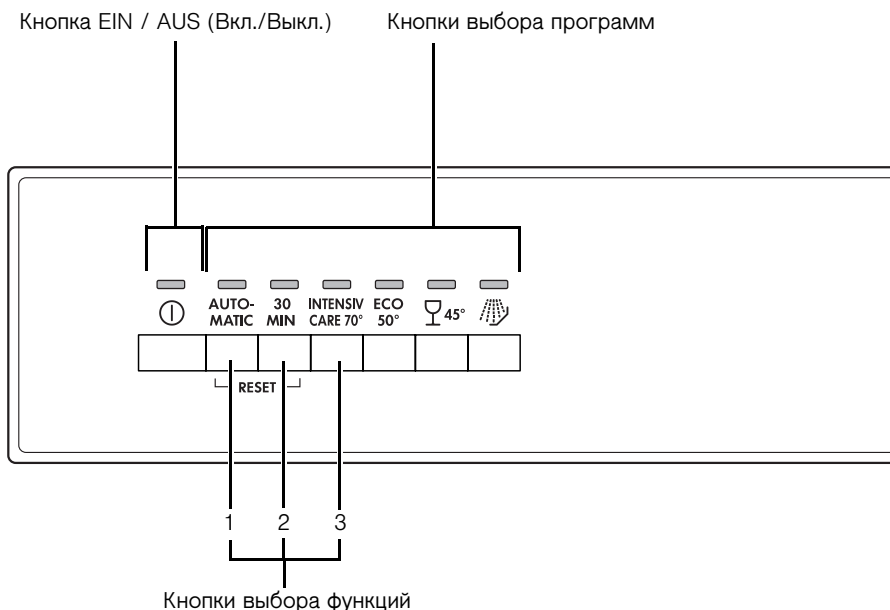 Кнопка EIN / AUS (Вкл./Выкл.)
Кнопки выбора программ
AUTO-
MATIC
30
MIN
INTENSIV
CARE 70°
ECO
50°
45°
RESET
1 2 3
Кнопки выбора функций